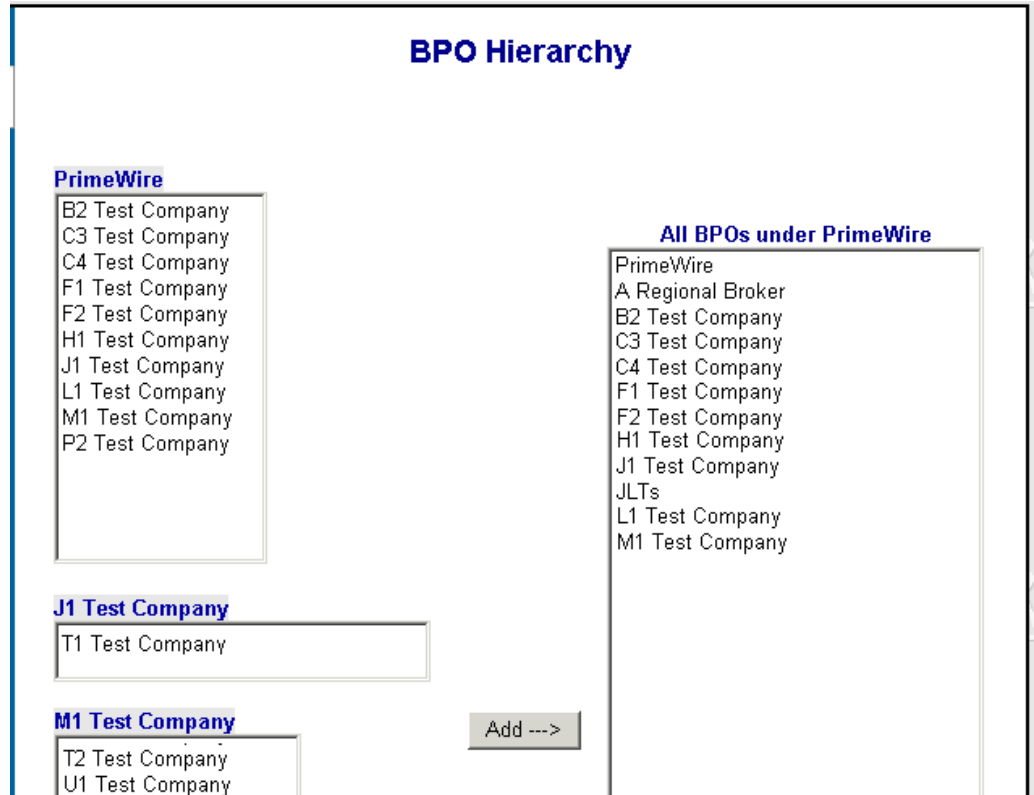 BPO Hierarchy
PrimeWire
B2 Test Company
C3 Test Company
C4 Test Company
F1 Test Company
F2 Test Company
H1 Test Company
J1 Test Company
L1 Test Company
M1 Test Company
P2 Test Company
All BPOs under PrimeWire
PrimeWire
A Regional Broker
B2 Test Company
C3 Test Company
C4 Test Company
F1 Test Company
F2 Test Company
H1 Test Company
J1 Test Company
JLTs
L1 Test Company
M1 Test Company
J1 Test Company
T1 Test Company
M1 Test Company
T2 Test Company
U1 Test Company
Add --->